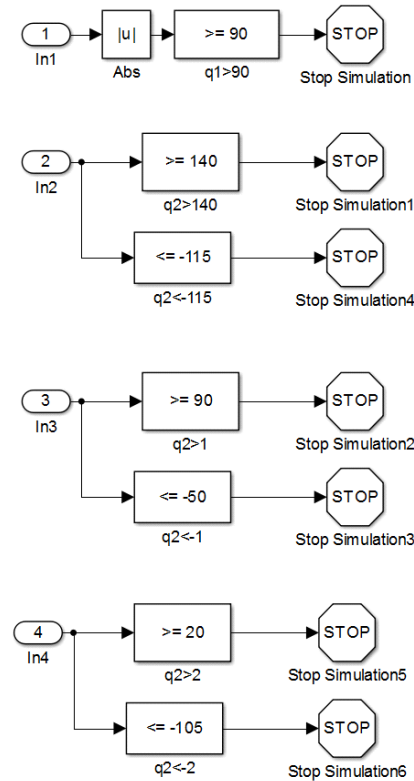 1
|u|
>= 90
STOP
In1
Abs
q1>90
Stop Simulation
2
>= 140
STOP
In2
q2>140
Stop Simulation1
<= -115
STOP
q2<-115
Stop Simulation4
3
>= 90
STOP
In3
q2>1
Stop Simulation2
<= -50
STOP
q2<-1
Stop Simulation3
4
>= 20
STOP
In4
q2>2
Stop Simulation5
<= -105
STOP
q2<-2
Stop Simulation6